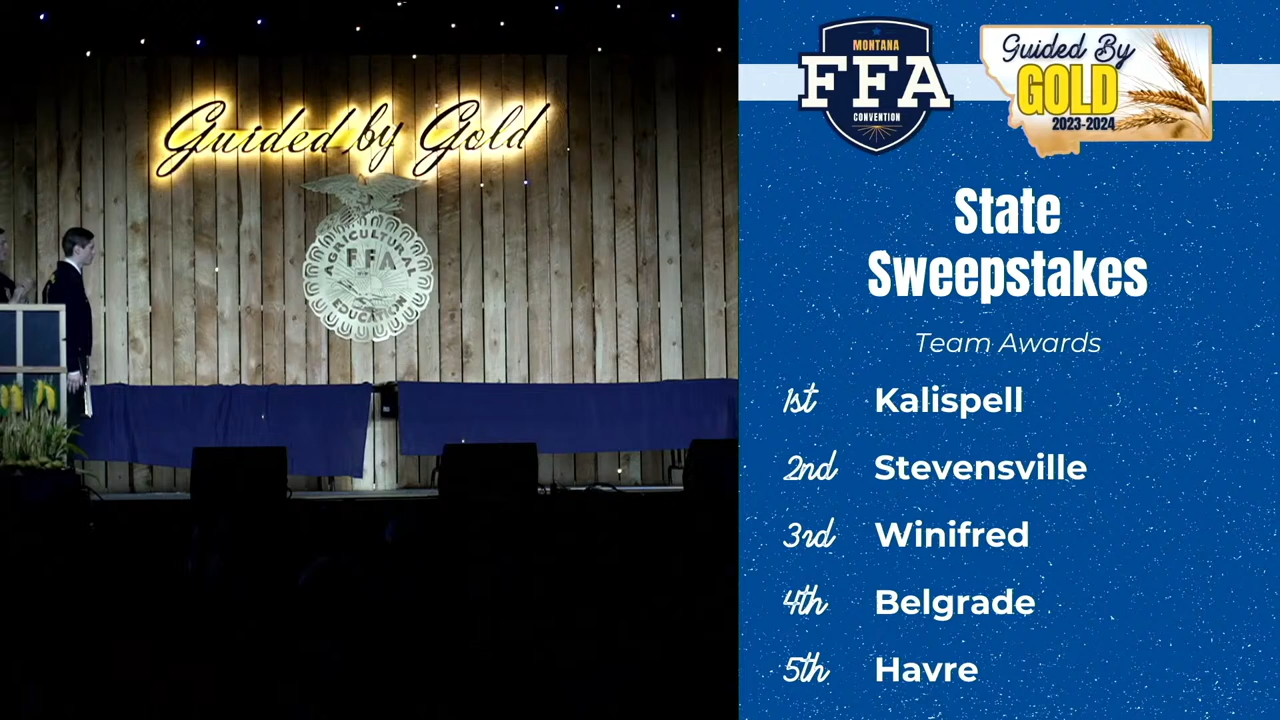 Guided by Gold
AGRICULTURAL
FFA
EDUCATION
MONTANA
FFA
CONVENTION
Guided By
GOLD
2023-2024
State
Sweepstakes
Team Awards
1st Kalispell
2nd Stevensville
3rd Winifred
4th Belgrade
5th Havre